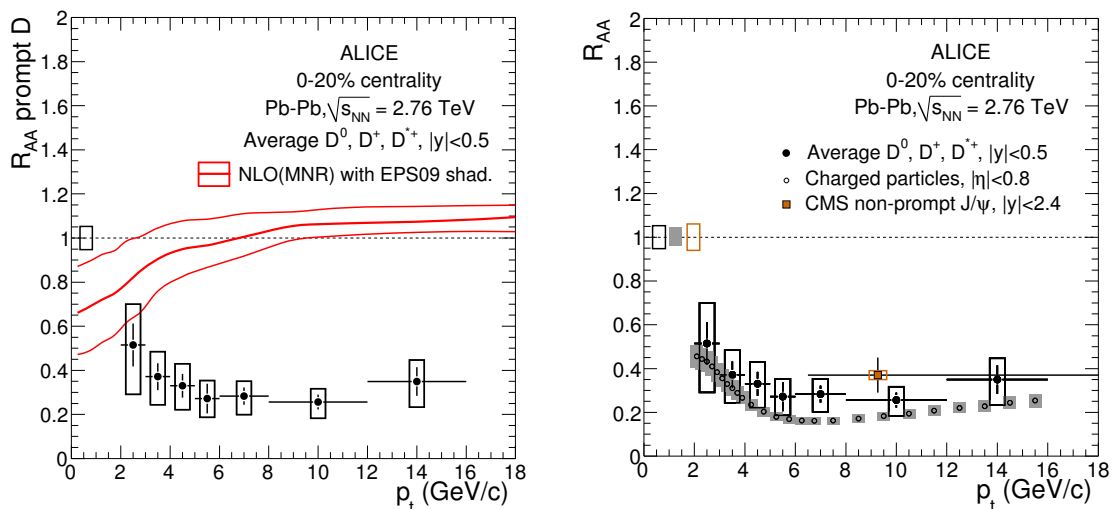 R_AA prompt D
2
1.8
1.6
1.4
1.2
1
0.8
0.6
0.4
0.2
0
ALICE
0-20% centrality
Pb-Pb,√s_NN = 2.76 TeV
Average D⁰, D⁺, D*⁺, |y|<0.5
NLO(MNR) with EPS09 shad.
0 2 4 6 8 10 12 14 16 18
p_t (GeV/c)
R_AA
2
1.8
1.6
1.4
1.2
1
0.8
0.6
0.4
0.2
0
ALICE
0-20% centrality
Pb-Pb,√s_NN = 2.76 TeV
Average D⁰, D⁺, D*⁺, |y|<0.5
Charged particles, |η|<0.8
CMS non-prompt J/ψ, |y|<2.4
0 2 4 6 8 10 12 14 16 18
p_t (GeV/c)